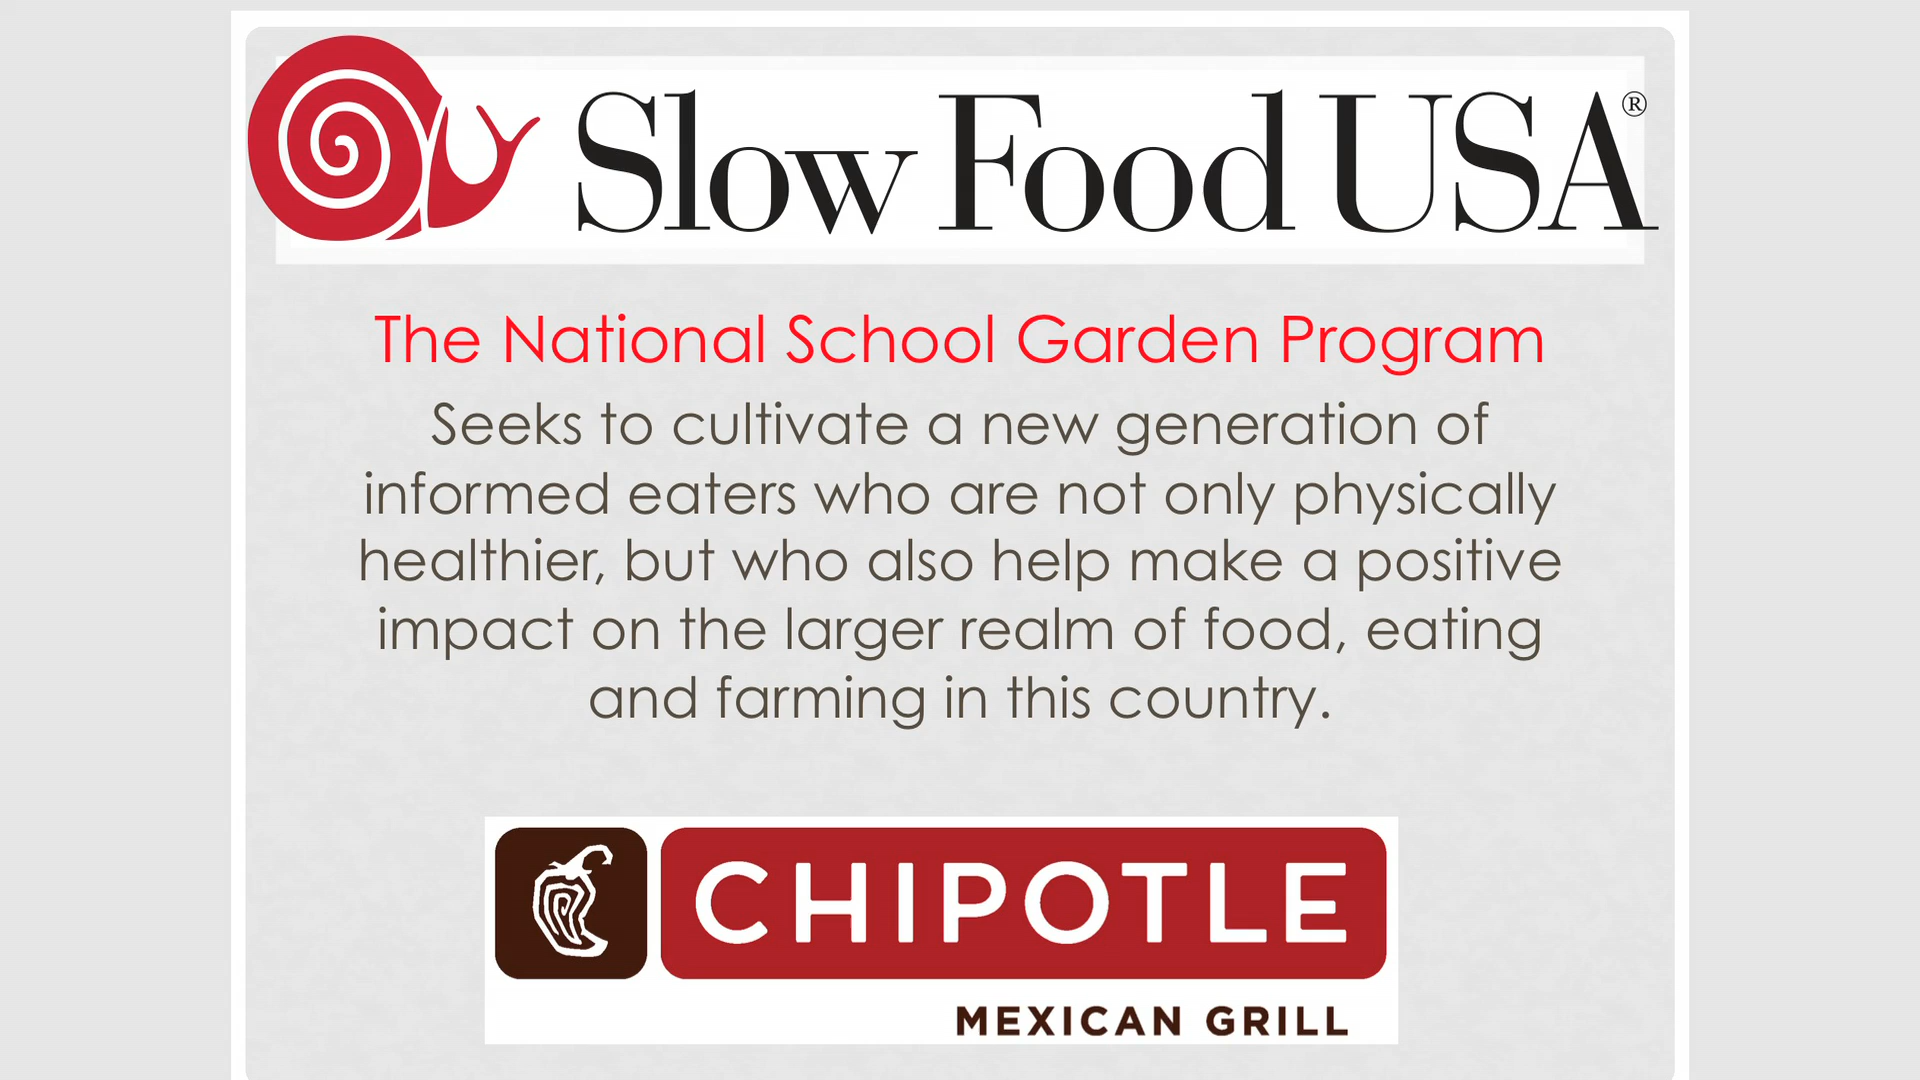 Slow Food USA®
The National School Garden Program
Seeks to cultivate a new generation of
informed eaters who are not only physically
healthier, but who also help make a positive
impact on the larger realm of food, eating
and farming in this country.
CHIPOTLE
MEXICAN GRILL